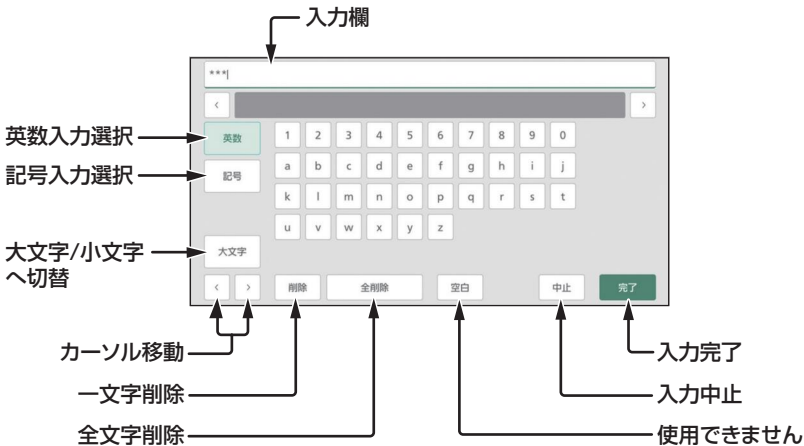 入力欄
***
< >
英数入力選択
英数 1 2 3 4 5 6 7 8 9 0
記号入力選択
記号 a b c d e f g h i j
k l m n o p q r s t
u v w x y z
大文字/小文字
へ切替
大文字
< > 削除 全削除 空白 中止 完了
カーソル移動
入力完了
一文字削除
入力中止
全文字削除
使用できません